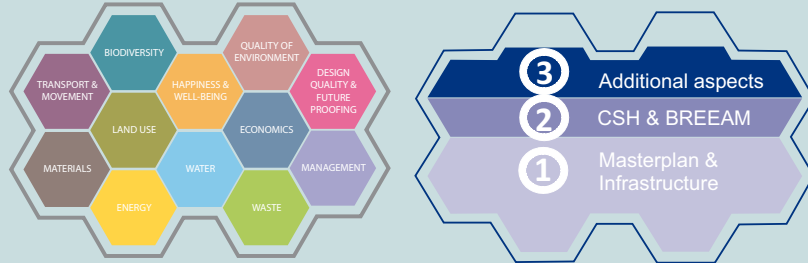 BIODIVERSITY
QUALITY OF
ENVIRONMENT
TRANSPORT &
MOVEMENT
HAPPINESS &
WELL-BEING
DESIGN
QUALITY &
FUTURE
PROOFING
LAND USE
ECONOMICS
MATERIALS
WATER
MANAGEMENT
ENERGY
WASTE
3
Additional aspects
2
CSH & BREEAM
1
Masterplan &
Infrastructure